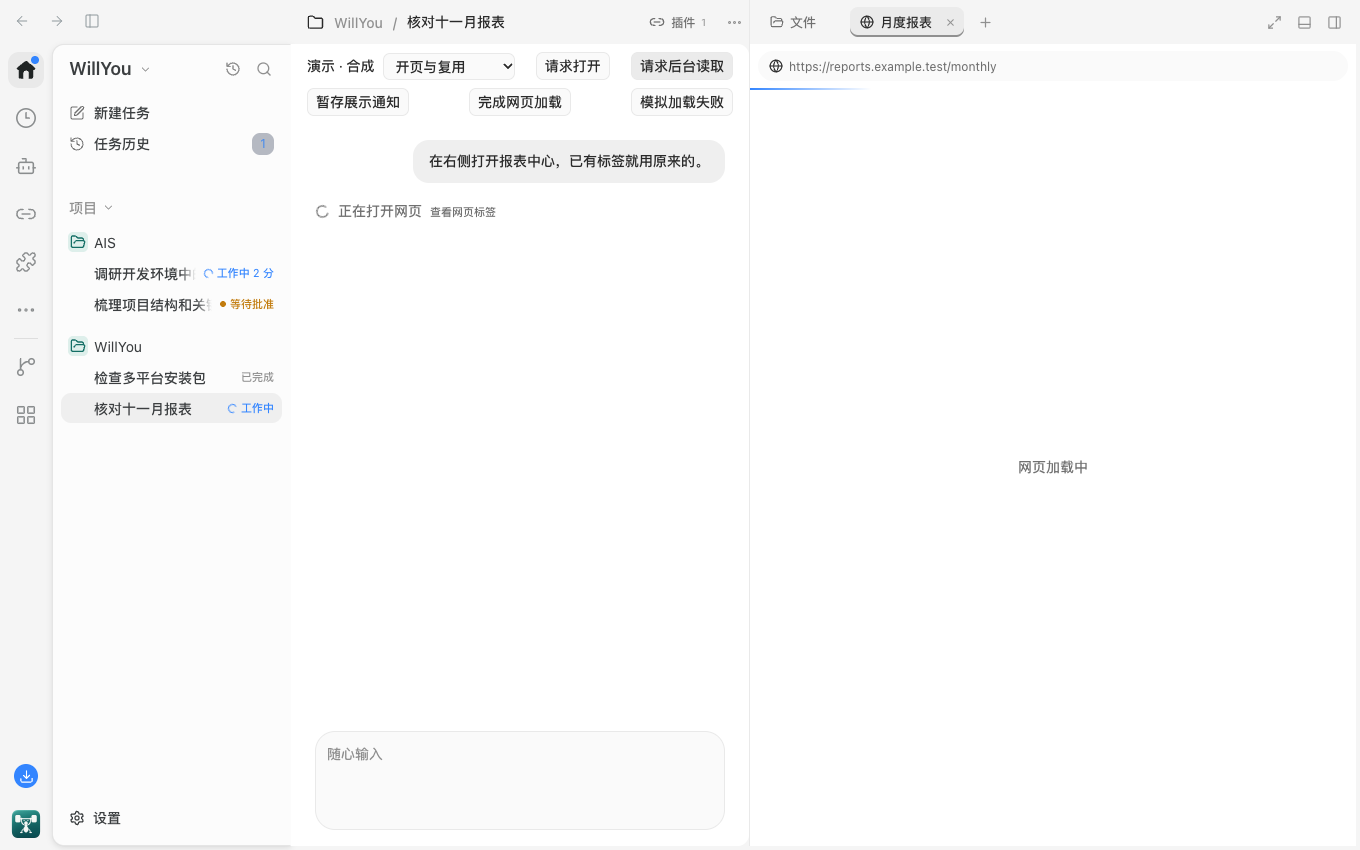 WillYou / 核对十一月报表
插件 1
文件
月度报表
WillYou
新建任务
任务历史 1
项目
AIS
调研开发环境中 工作中 2 分
梳理项目结构和关 等待批准
WillYou
检查多平台安装包 已完成
核对十一月报表 工作中
设置
演示 · 合成 开页与复用 请求打开 请求后台读取
暂存展示通知 完成网页加载 模拟加载失败
在右侧打开报表中心，已有标签就用原来的。
正在打开网页 查看网页标签
随心输入
https://reports.example.test/monthly
网页加载中